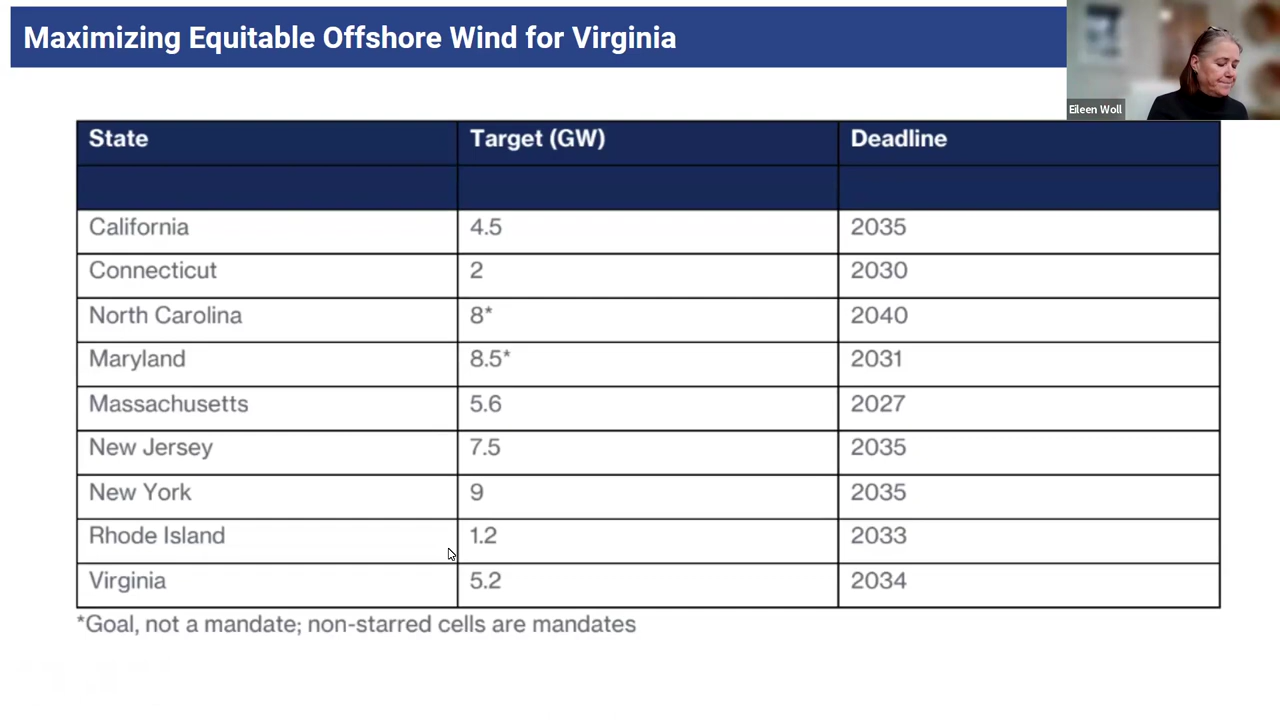 Maximizing Equitable Offshore Wind for Virginia
Eileen Woll
State Target (GW) Deadline
California 4.5 2035
Connecticut 2 2030
North Carolina 8* 2040
Maryland 8.5* 2031
Massachusetts 5.6 2027
New Jersey 7.5 2035
New York 9 2035
Rhode Island 1.2 2033
Virginia 5.2 2034
*Goal, not a mandate; non-starred cells are mandates